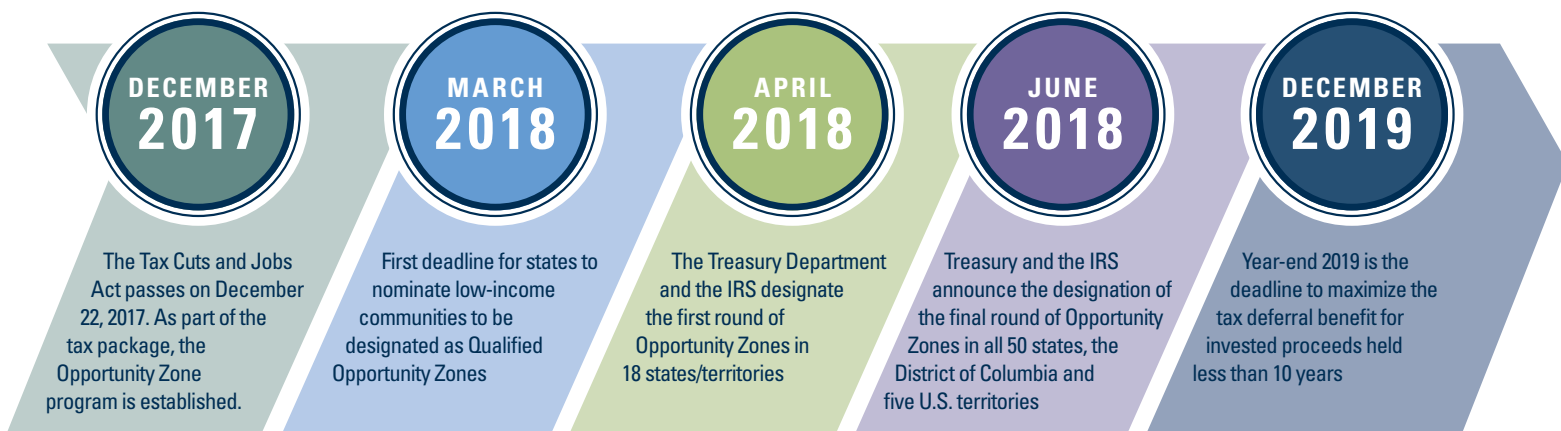 DECEMBER
2017
The Tax Cuts and Jobs
Act passes on December
22, 2017. As part of the
tax package, the
Opportunity Zone
program is established.
MARCH
2018
First deadline for states to
nominate low-income
communities to be
designated as Qualified
Opportunity Zones
APRIL
2018
The Treasury Department
and the IRS designate
the first round of
Opportunity Zones in
18 states/territories
JUNE
2018
Treasury and the IRS
announce the designation of
the final round of Opportunity
Zones in all 50 states, the
District of Columbia and
five U.S. territories
DECEMBER
2019
Year-end 2019 is the
deadline to maximize the
tax deferral benefit for
invested proceeds held
less than 10 years